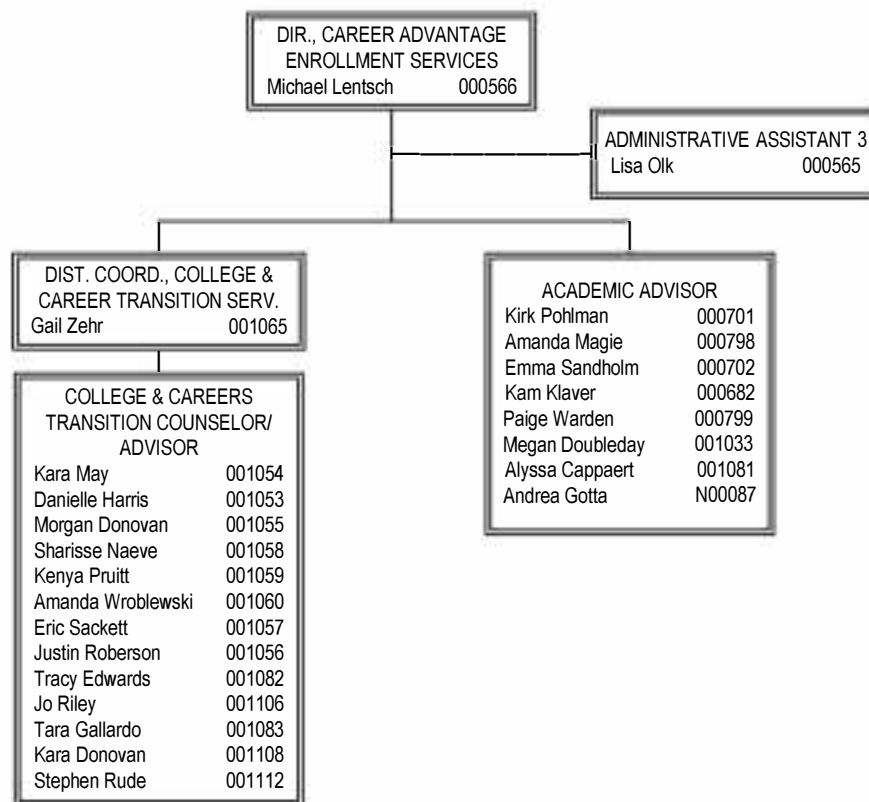 DIR., CAREER ADVANTAGE
ENROLLMENT SERVICES
Michael Lentsch 000566
ADMINISTRATIVE ASSISTANT 3
Lisa Olk 000565
DIST. COORD., COLLEGE &
CAREER TRANSITION SERV.
Gail Zehr 001065
COLLEGE & CAREERS
TRANSITION COUNSELOR/
ADVISOR
Kara May 001054
Danielle Harris 001053
Morgan Donovan 001055
Sharisse Naeve 001058
Kenya Pruitt 001059
Amanda Wroblewski 001060
Eric Sackett 001057
Justin Roberson 001056
Tracy Edwards 001082
Jo Riley 001106
Tara Gallardo 001083
Kara Donovan 001108
Stephen Rude 001112
ACADEMIC ADVISOR
Kirk Pohlman 000701
Amanda Magie 000798
Emma Sandholm 000702
Kam Klaver 000682
Paige Warden 000799
Megan Doubleday 001033
Alyssa Cappaert 001081
Andrea Gotta N00087